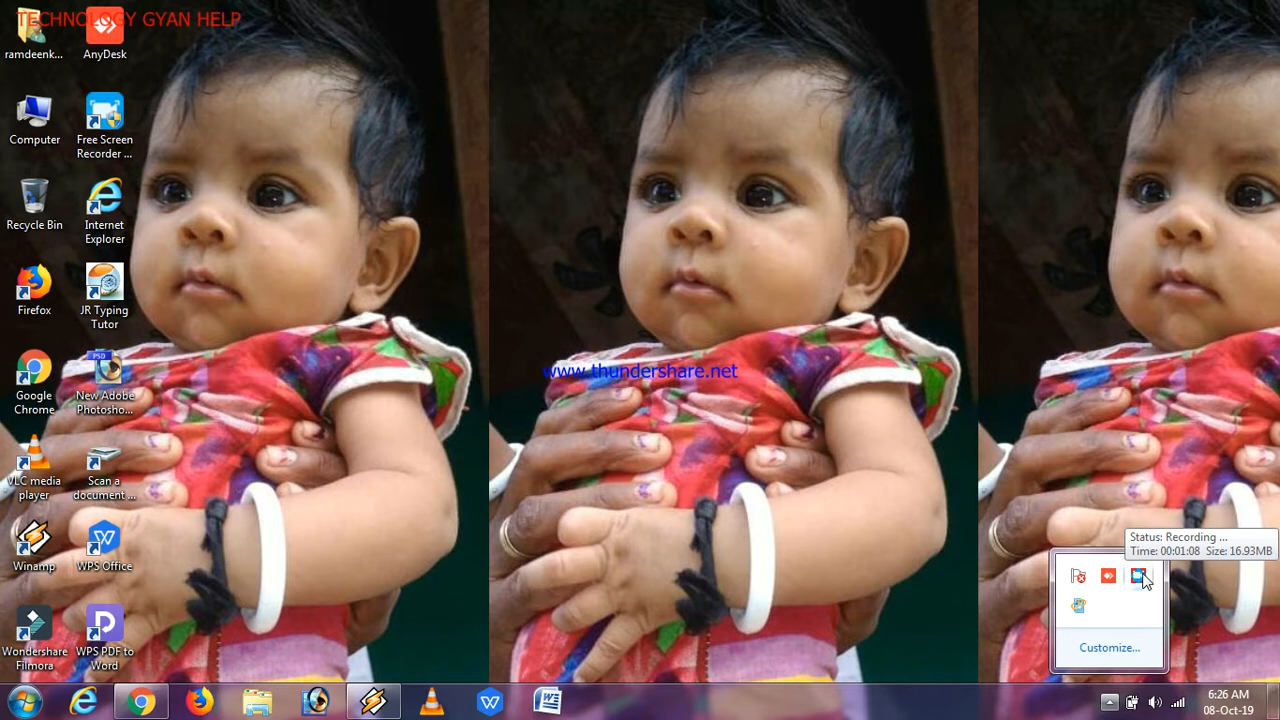 TECHNOLOGY GYAN HELP
ramdeenk...
AnyDesk
Computer
Free Screen
Recorder ...
Recycle Bin
Internet
Explorer
Firefox
JR Typing
Tutor
Google
Chrome
PSD
New Adobe
Photosho...
VLC media
player
Scan a
document ...
Winamp
WPS Office
Wondershare
Filmora
WPS PDF to
Word
www.thundershare.net
Status: Recording ...
Time: 00:01:08 Size: 16.93MB
Customize...
6:26 AM
08-Oct-19